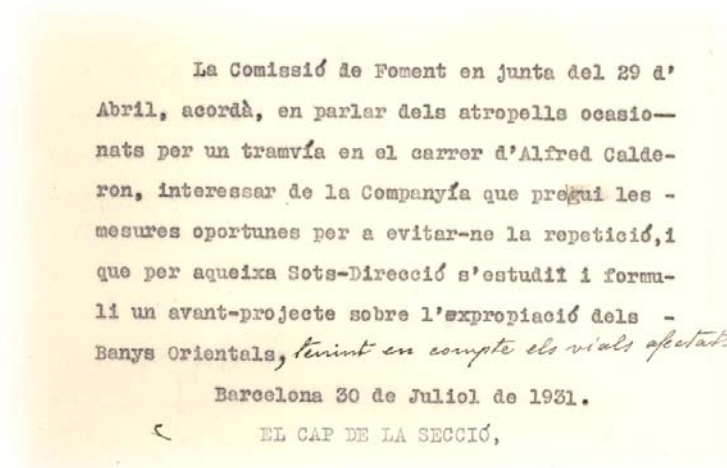 La Comissió de Foment en junta del 29 d'
Abril, acordà, en parlar dels atropells ocasio—
nats per un tramvía en el carrer d'Alfred Calde-
ron, interessar de la Companyía que pregui les -
mesures oportunes per a evitar-ne la repetició,i
que per aqueixa Sots-Direcció s'estudiï i formu-
li un avant-projecte sobre l'expropiació dels -
Banys Orientals, tenint en compte els vials afectats
Barcelona 30 de Juliol de 1931.
EL CAP DE LA SECCIÓ,